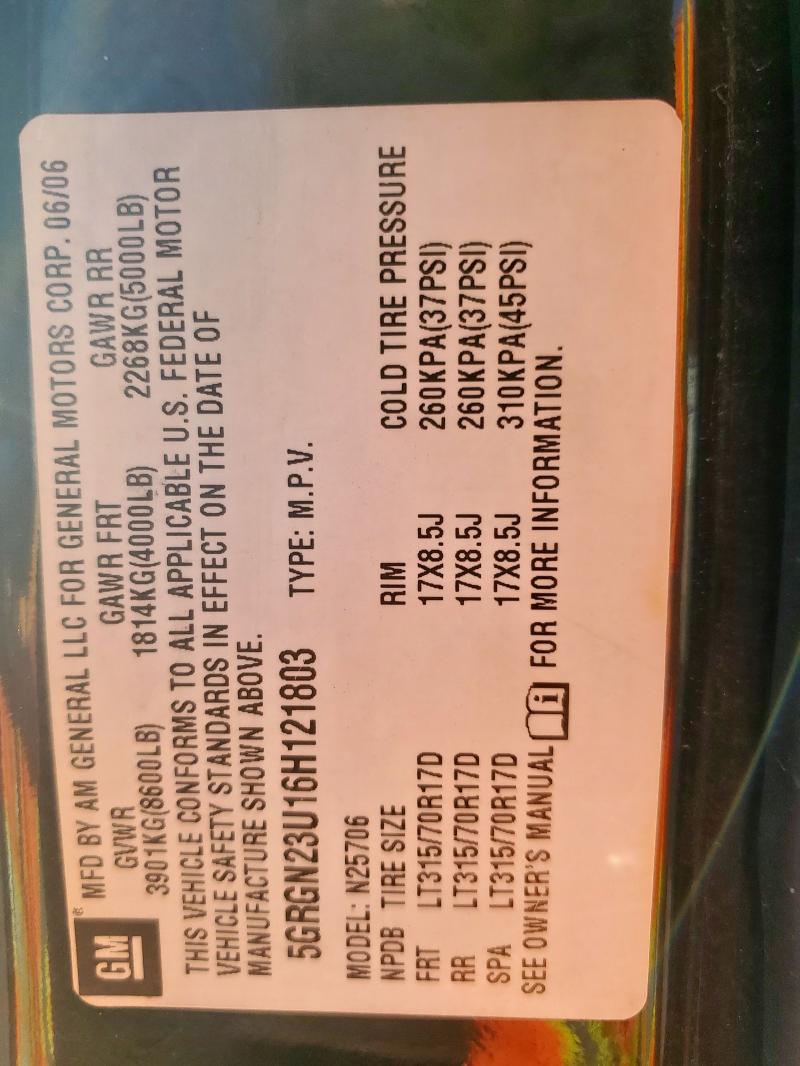 GM®
MFD BY AM GENERAL LLC FOR GENERAL MOTORS CORP. 06/06
GVWR GAWR FRT GAWR RR
3901KG(8600LB) 1814KG(4000LB) 2268KG(5000LB)
THIS VEHICLE CONFORMS TO ALL APPLICABLE U.S. FEDERAL MOTOR
VEHICLE SAFETY STANDARDS IN EFFECT ON THE DATE OF
MANUFACTURE SHOWN ABOVE.
5GRGN23U16H121803 TYPE: M.P.V.
MODEL: N25706
NPDB TIRE SIZE RIM COLD TIRE PRESSURE
FRT LT315/70R17D 17X8.5J 260KPA(37PSI)
RR LT315/70R17D 17X8.5J 260KPA(37PSI)
SPA LT315/70R17D 17X8.5J 310KPA(45PSI)
SEE OWNER'S MANUAL i FOR MORE INFORMATION.